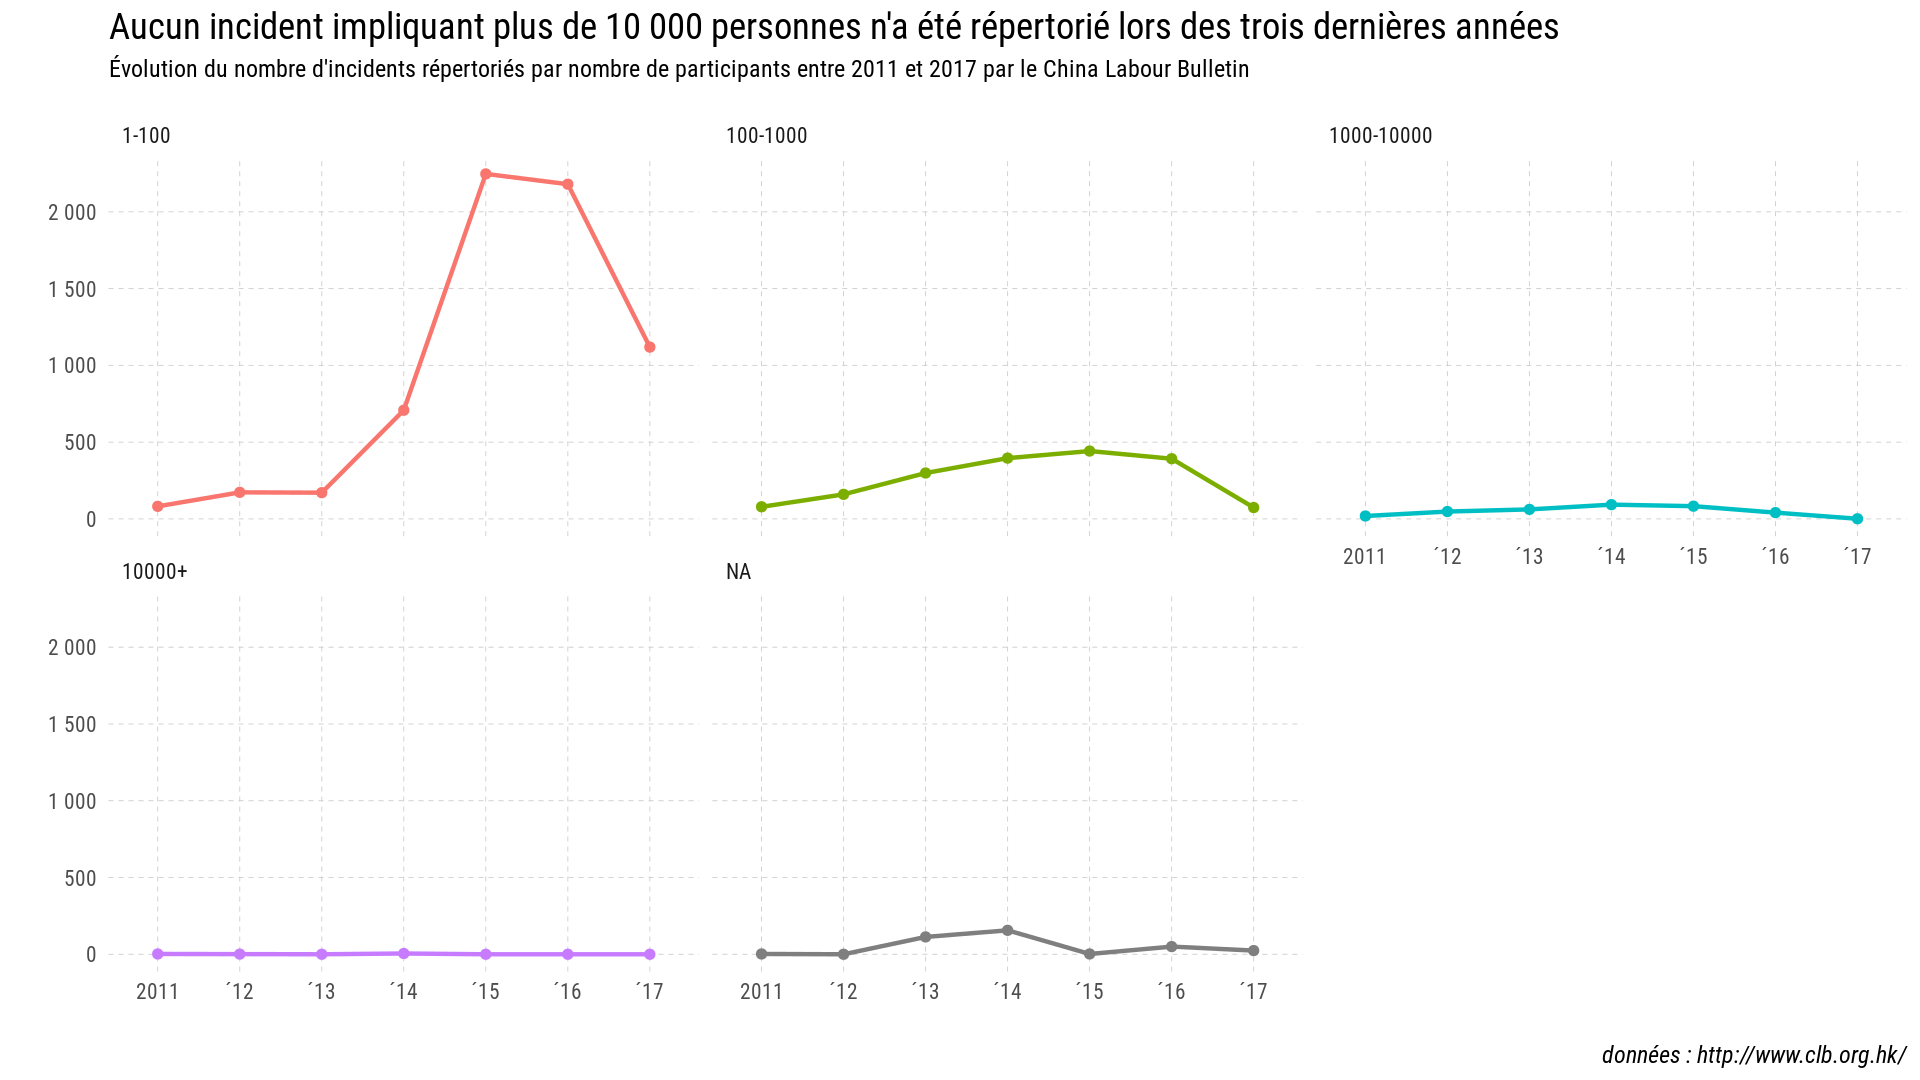 Aucun incident impliquant plus de 10 000 personnes n'a été répertorié lors des trois dernières années
Évolution du nombre d'incidents répertoriés par nombre de participants entre 2011 et 2017 par le China Labour Bulletin
1-100
100-1000
1000-10000
2 000
1 500
1 000
500
0
2011 ´12 ´13 ´14 ´15 ´16 ´17
10000+
NA
2 000
1 500
1 000
500
0
2011 ´12 ´13 ´14 ´15 ´16 ´17
2011 ´12 ´13 ´14 ´15 ´16 ´17
données : http://www.clb.org.hk/